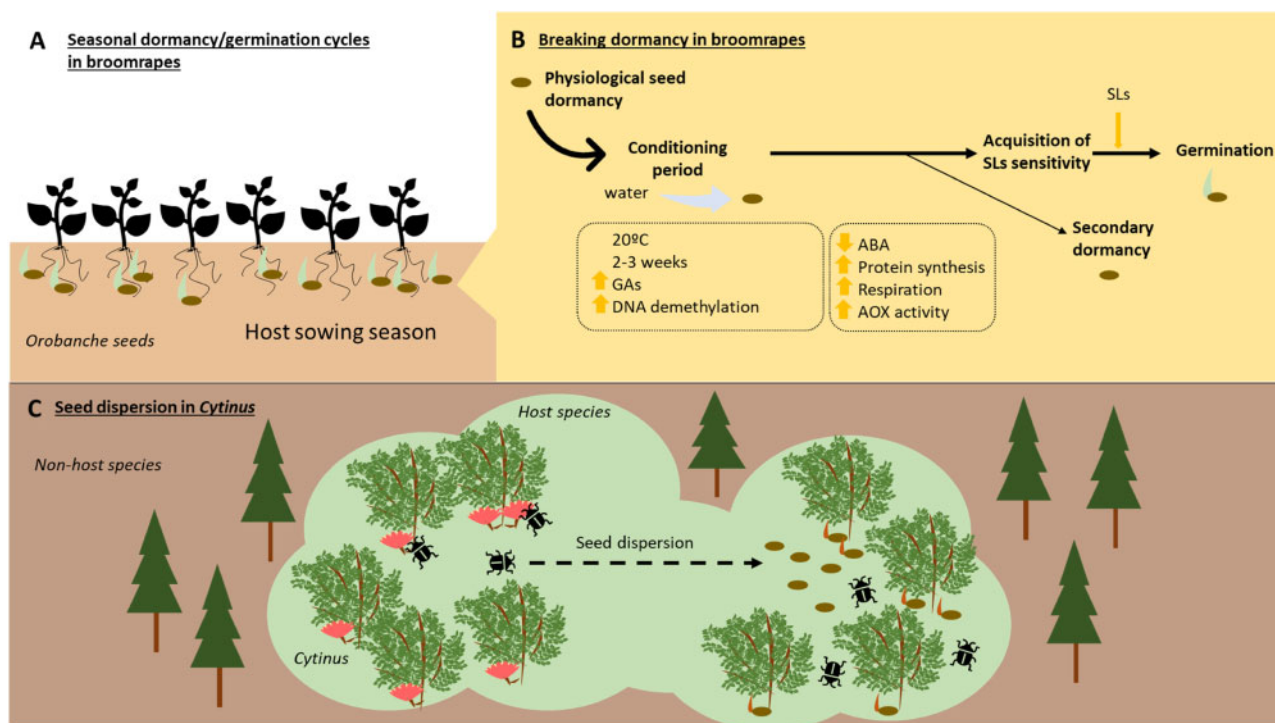 A Seasonal dormancy/germination cycles
in broomrapes
Orobanche seeds
Host sowing season
B Breaking dormancy in broomrapes
Physiological seed
dormancy
Conditioning
period
water
20ºC
2-3 weeks
GAs
DNA demethylation
ABA
Protein synthesis
Respiration
AOX activity
Acquisition of
SLs sensitivity
SLs
Germination
Secondary
dormancy
C Seed dispersion in Cytinus
Non-host species
Host species
Seed dispersion
Cytinus